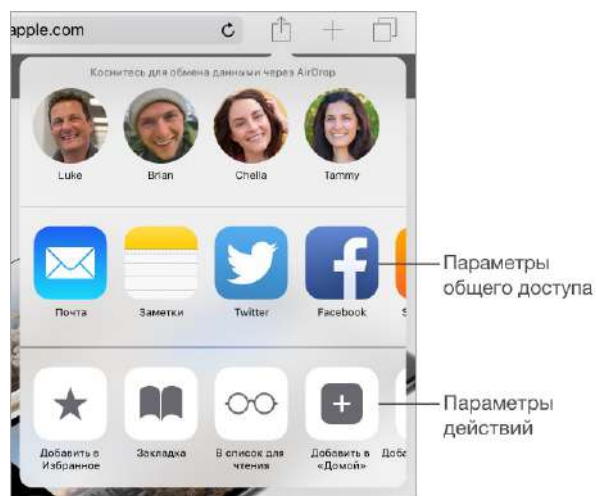 apple.com
Коснитесь для обмена данными через AirDrop
Luke
Brian
Chella
Tammy
Почта
Заметки
Twitter
Facebook
S
Параметры
общего доступа
Добавить в
Избранное
Закладка
В список для
чтения
Добавить в
«Домой»
Доба
Параметры
действий